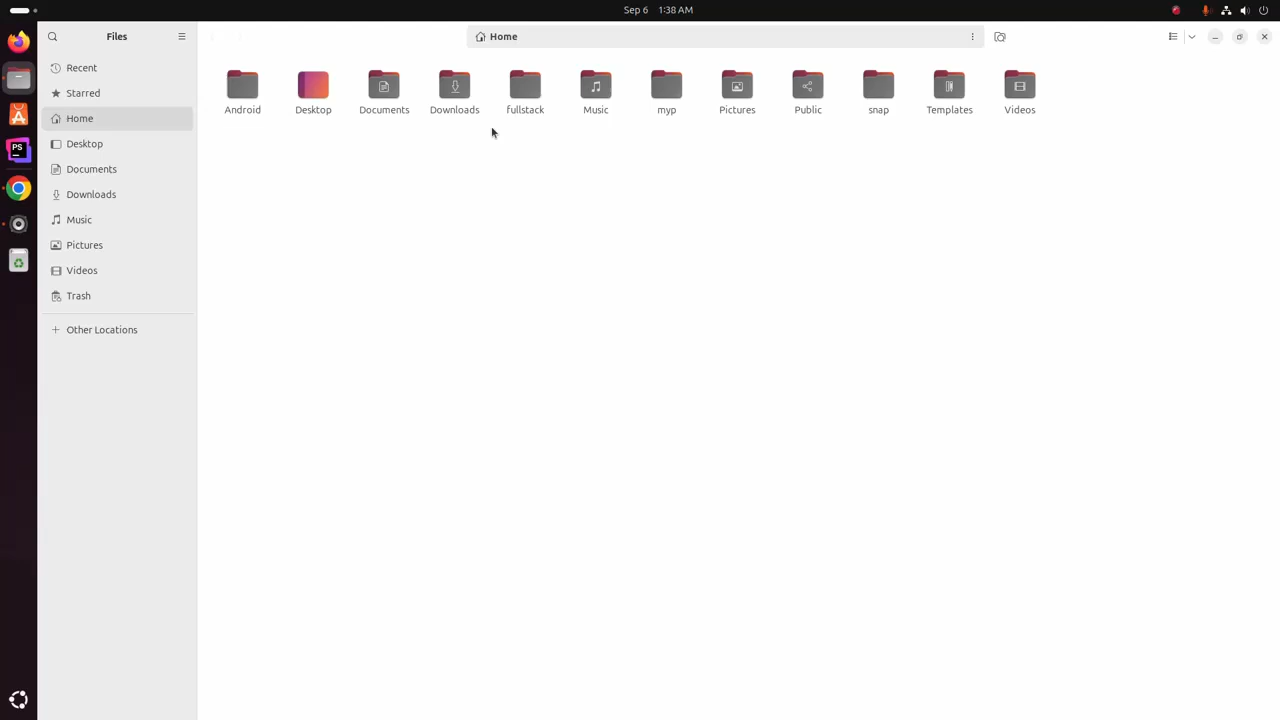 Sep 6 1:38 AM
Files
Home
Recent
Starred
Home
Desktop
Documents
Downloads
Music
Pictures
Videos
Trash
Other Locations
Android Desktop Documents Downloads fullstack Music myp Pictures Public snap Templates Videos
PS